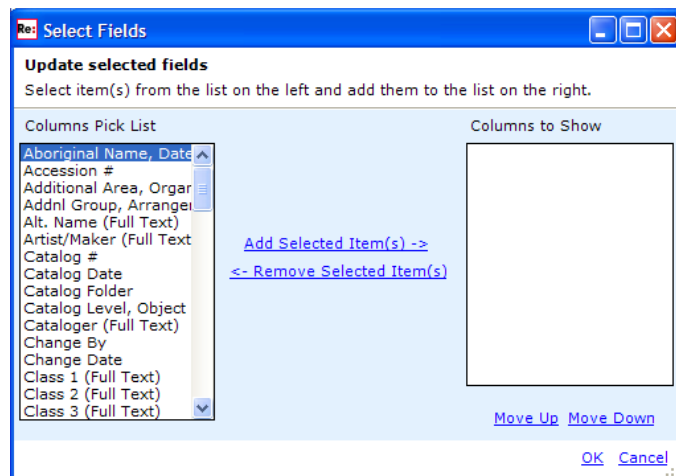 Re: Select Fields
Update selected fields
Select item(s) from the list on the left and add them to the list on the right.
Columns Pick List
Columns to Show
Aboriginal Name, Date
Accession #
Additional Area, Organ
Addnl Group, Arrangen
Alt. Name (Full Text)
Artist/Maker (Full Text
Catalog #
Catalog Date
Catalog Folder
Catalog Level, Object
Cataloger (Full Text)
Change By
Change Date
Class 1 (Full Text)
Class 2 (Full Text)
Class 3 (Full Text)
Add Selected Item(s) ->
<- Remove Selected Item(s)
Move Up Move Down
OK Cancel